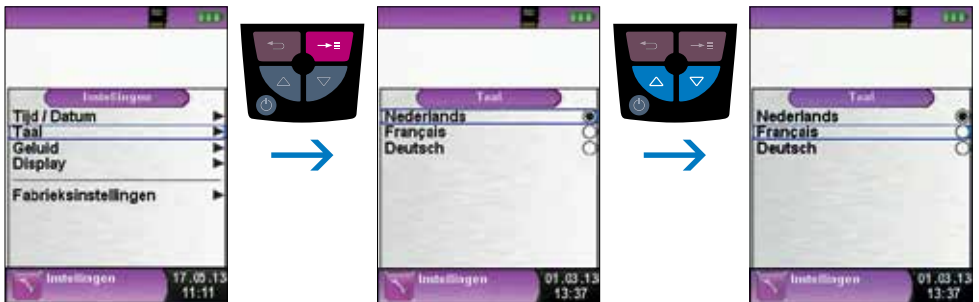 Instellingen
Tijd / Datum
Taal
Geluid
Display
Fabrieksinstellingen
Instellingen
17.05.13
11:11
Taal
Nederlands
Français
Deutsch
Instellingen
01.03.13
13:37
Taal
Nederlands
Français
Deutsch
Instellingen
01.03.13
13:37